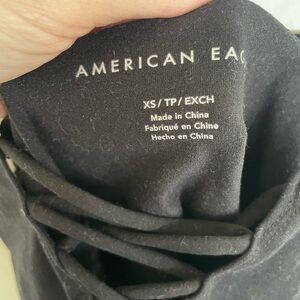 AMERICAN EA
XS/TP/EXCH
Made in China
Fabriqué en Chine
Hecho en China